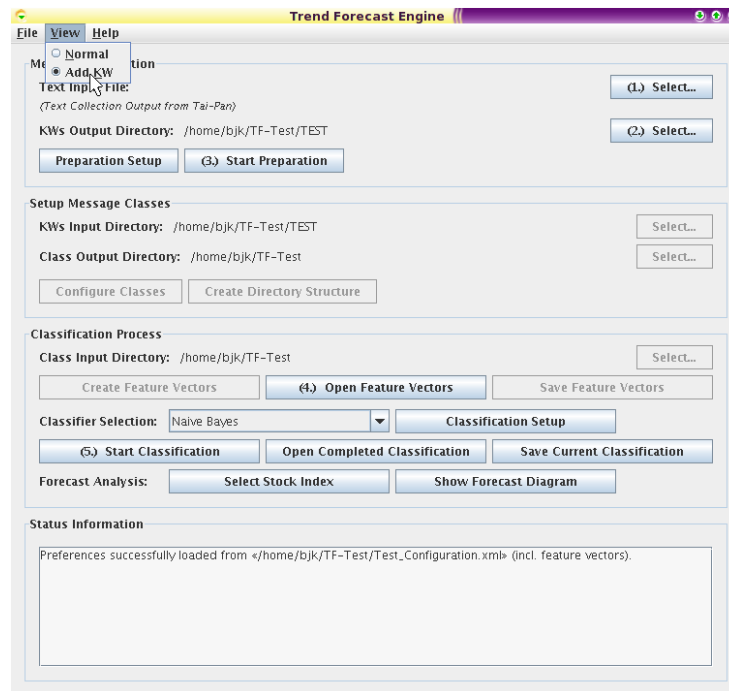 Trend Forecast Engine
File View Help
Normal
Add KW
Me tion
Text Input File: (1.) Select...
(Text Collection Output from Tai-Pan)
KWs Output Directory: /home/bjk/TF-Test/TEST (2.) Select...
Preparation Setup (3.) Start Preparation
Setup Message Classes
KWs Input Directory: /home/bjk/TF-Test/TEST Select...
Class Output Directory: /home/bjk/TF-Test Select...
Configure Classes Create Directory Structure
Classification Process
Class Input Directory: /home/bjk/TF-Test Select...
Create Feature Vectors (4.) Open Feature Vectors Save Feature Vectors
Classifier Selection: Naive Bayes Classification Setup
(5.) Start Classification Open Completed Classification Save Current Classification
Forecast Analysis: Select Stock Index Show Forecast Diagram
Status Information
Preferences successfully loaded from «/home/bjk/TF-Test/Test_Configuration.xml» (incl. feature vectors).